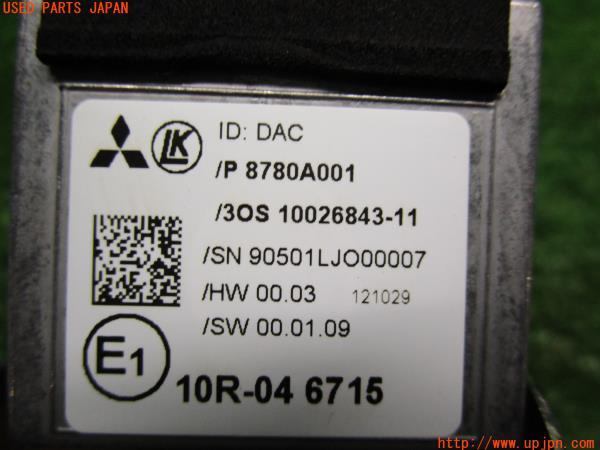 USED PARTS JAPAN
LK
ID: DAC
/P 8780A001
/3OS 10026843-11
/SN 90501LJO00007
/HW 00.03 121029
/SW 00.01.09
E1
10R-04 6715
http://www.upjpn.com/